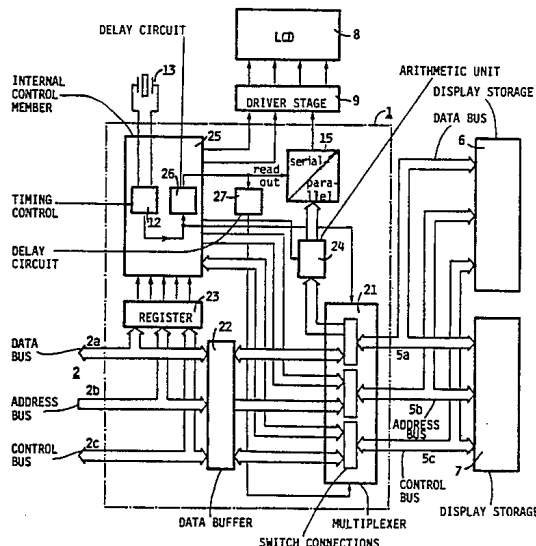 DELAY CIRCUIT
LCD
8
13
INTERNAL
CONTROL
MEMBER
ARITHMETIC UNIT
DRIVER STAGE
9
DISPLAY STORAGE
DATA BUS
1
25
15
6
26
read
out
serial-
parallel
27
TIMING
CONTROL
12
DELAY
CIRCUIT
24
21
23
REGISTER
22
DATA
BUS
2a
5a
2
ADDRESS
BUS
2b
5b
ADDRESS
BUS
CONTROL
BUS
2c
5c
CONTROL
BUS
7
DATA BUFFER
MULTIPLEXER
DISPLAY STORAGE
SWITCH CONNECTIONS